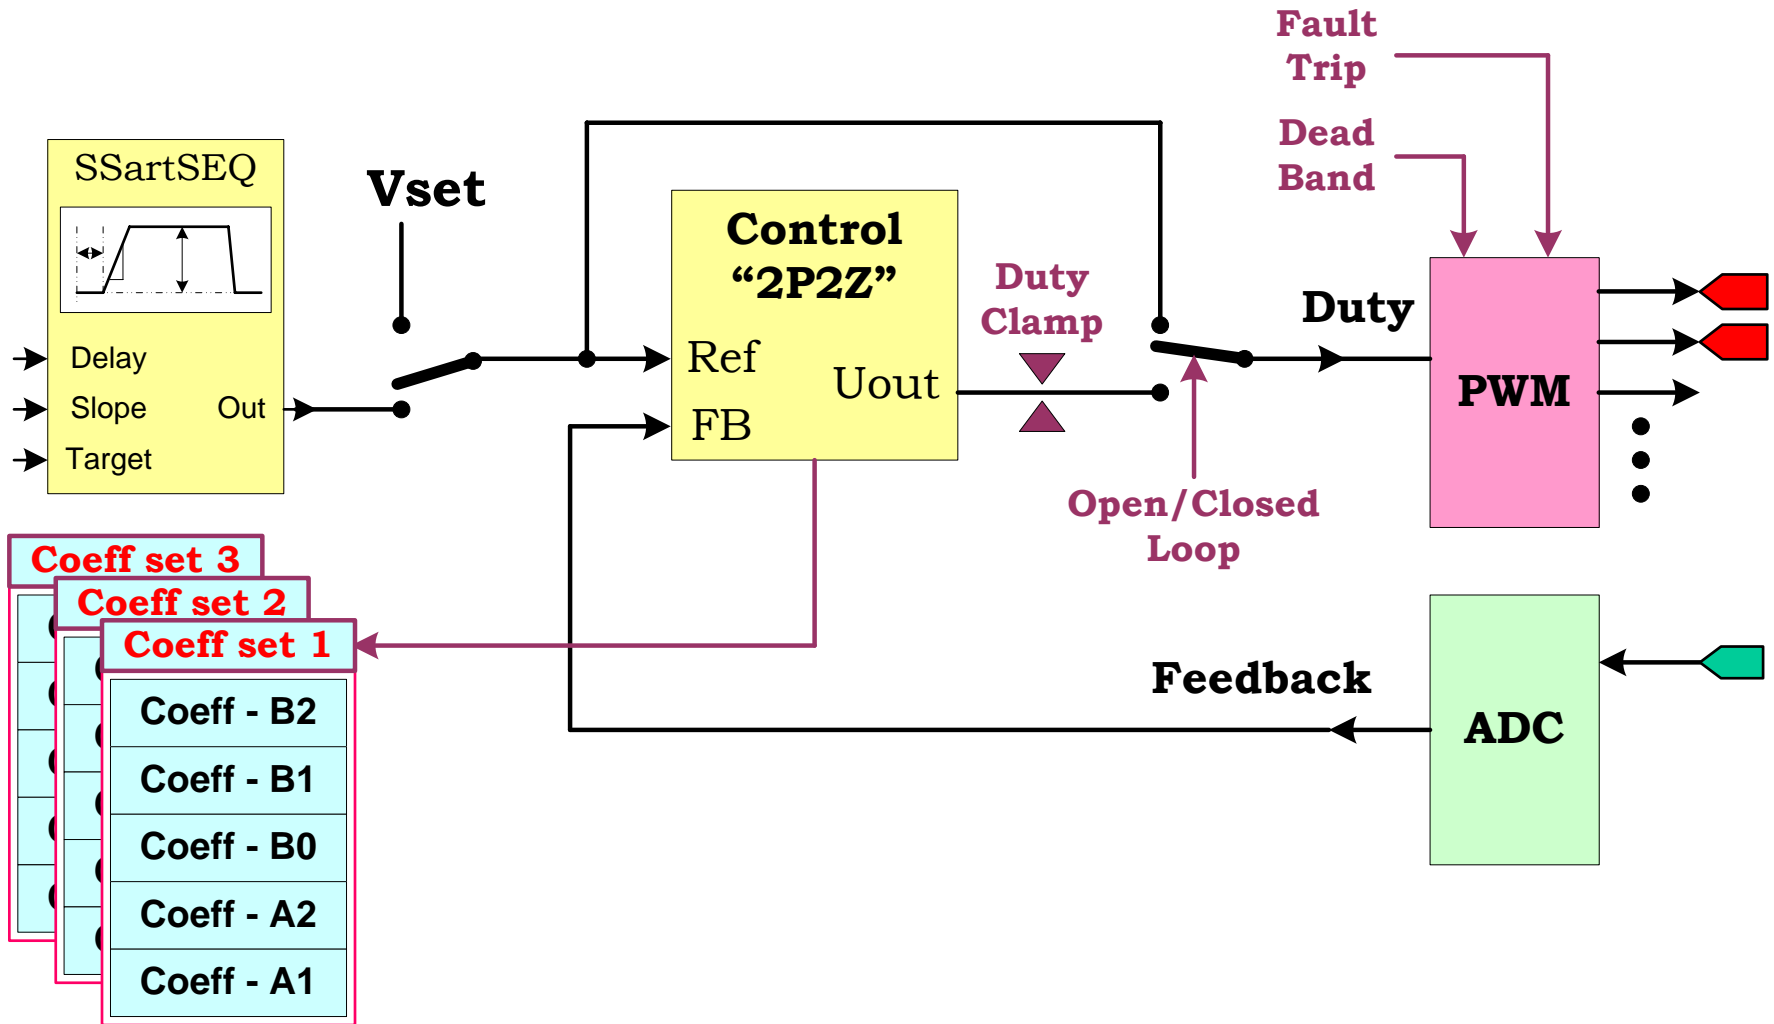 Fault
Trip
Dead
Band
SSartSEQ
Delay
Slope
Out
Target
Vset
Control
“2P2Z”
Ref
Uout
FB
Duty
Clamp
Open/Closed
Loop
Duty
PWM
Coeff set 3
Coeff set 2
Coeff set 1
Coeff - B2
Coeff - B1
Coeff - B0
Coeff - A2
Coeff - A1
Feedback
ADC